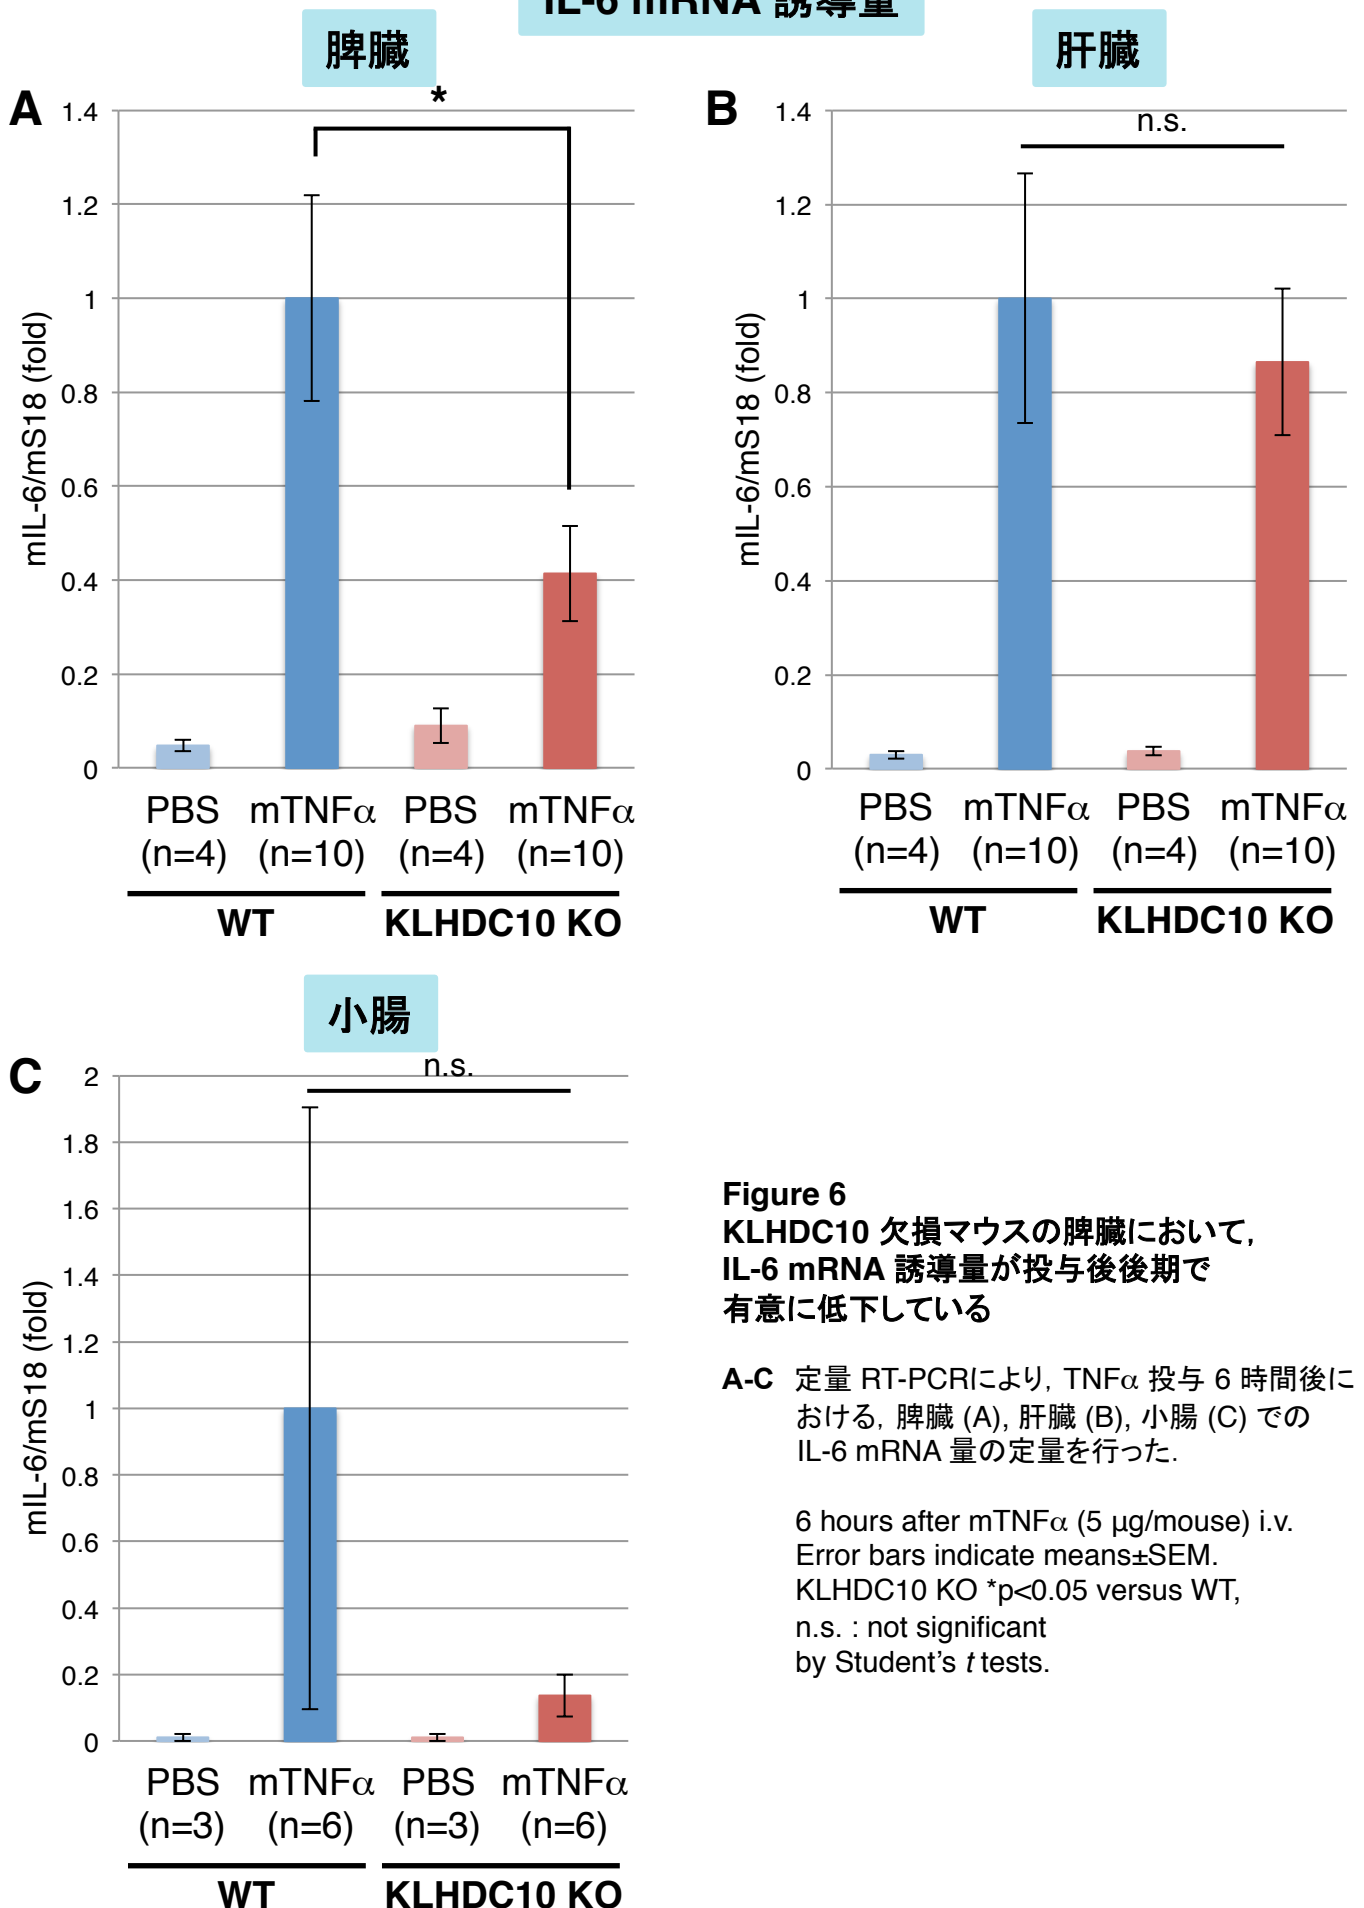 IL-6 mRNA 誘導量
脾臓
肝臓
A
*
1.4
1.2
1
0.8
0.6
0.4
0.2
0
mIL-6/mS18 (fold)
PBS mTNFα PBS mTNFα
(n=4) (n=10) (n=4) (n=10)
WT KLHDC10 KO
B
n.s.
1.4
1.2
1
0.8
0.6
0.4
0.2
0
mIL-6/mS18 (fold)
PBS mTNFα PBS mTNFα
(n=4) (n=10) (n=4) (n=10)
WT KLHDC10 KO
小腸
C
n.s.
2
1.8
1.6
1.4
1.2
1
0.8
0.6
0.4
0.2
0
mIL-6/mS18 (fold)
PBS mTNFα PBS mTNFα
(n=3) (n=6) (n=3) (n=6)
WT KLHDC10 KO
Figure 6
KLHDC10 欠損マウスの脾臓において,
IL-6 mRNA 誘導量が投与後後期で
有意に低下している
A-C 定量 RT-PCRにより, TNFα 投与 6 時間後に
おける, 脾臓 (A), 肝臓 (B), 小腸 (C) での
IL-6 mRNA 量の定量を行った.
6 hours after mTNFα (5 μg/mouse) i.v.
Error bars indicate means±SEM.
KLHDC10 KO *p<0.05 versus WT,
n.s. : not significant
by Student's t tests.